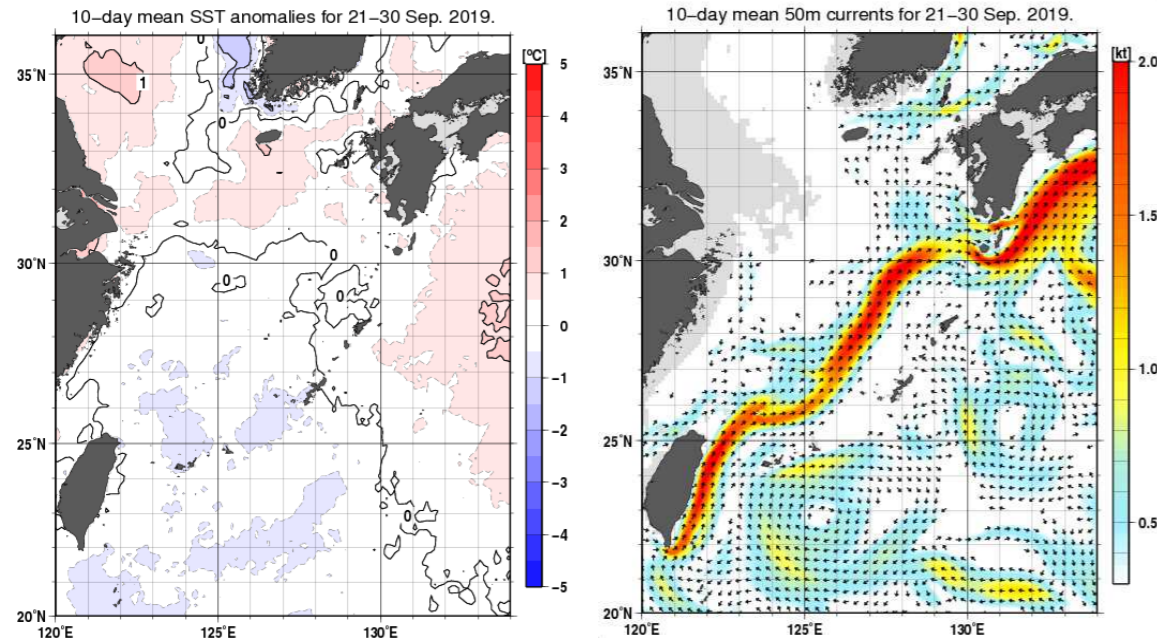 10-day mean SST anomalies for 21-30 Sep. 2019.
[°C]
5
4
3
2
1
0
-1
-2
-3
-4
-5
35°N
30°N
25°N
20°N
120°E
125°E
130°E
0
1
0
0
0
0
0
0
10-day mean 50m currents for 21-30 Sep. 2019.
[kt]
2.0
1.5
1.0
0.5
35°N
30°N
25°N
20°N
120°E
125°E
130°E